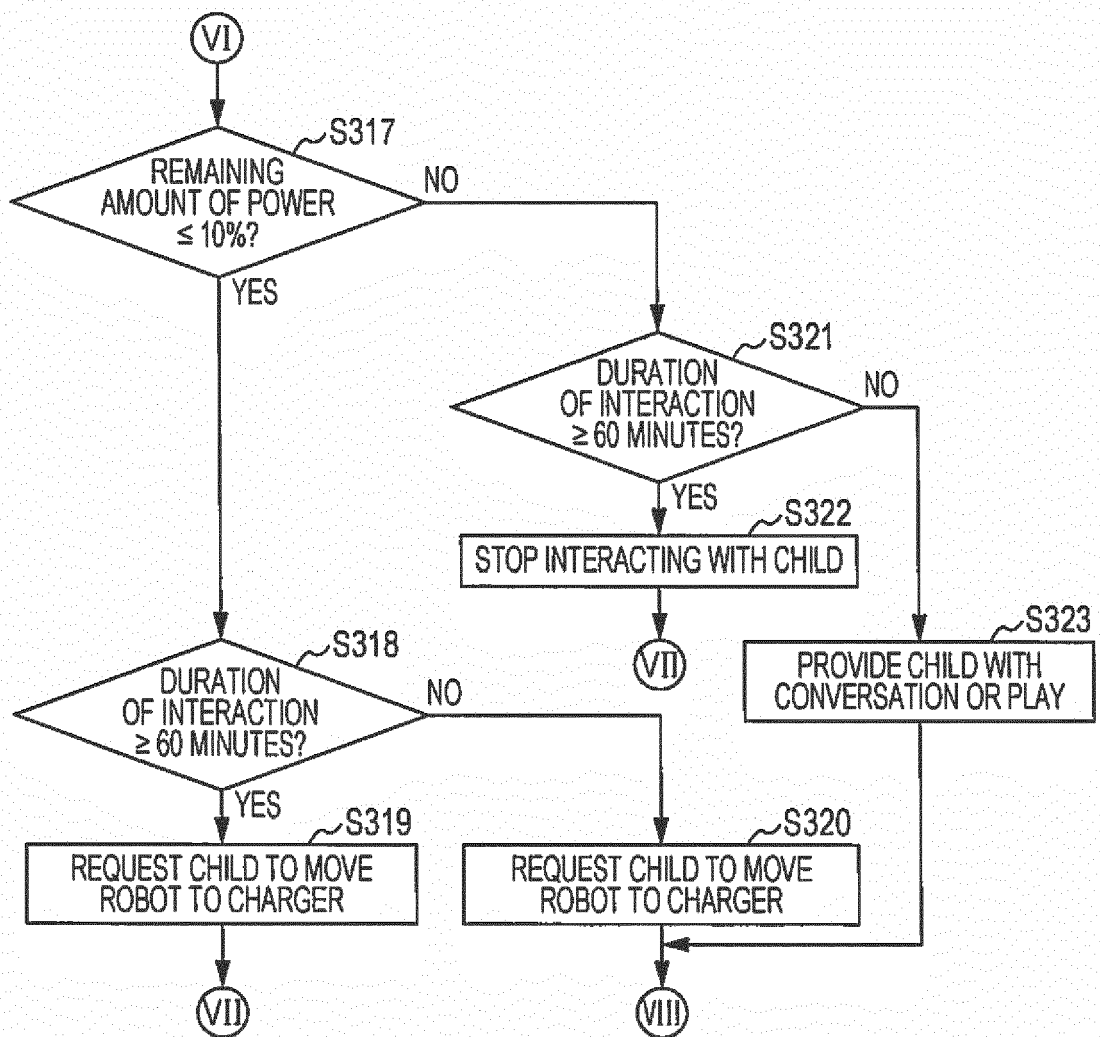 VI
S317
REMAINING
AMOUNT OF POWER
≤ 10%?
NO
YES
S321
DURATION
OF INTERACTION
≥ 60 MINUTES?
NO
YES
S322
STOP INTERACTING WITH CHILD
VII
S323
PROVIDE CHILD WITH
CONVERSATION OR PLAY
S318
DURATION
OF INTERACTION
≥ 60 MINUTES?
NO
YES
S319
REQUEST CHILD TO MOVE
ROBOT TO CHARGER
VII
S320
REQUEST CHILD TO MOVE
ROBOT TO CHARGER
VIII